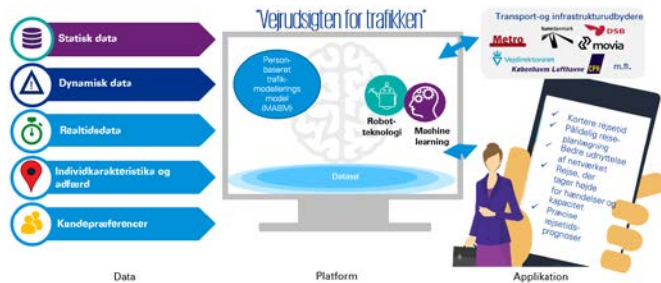 "Vejrudsigten for trafikken"
Statisk data
Dynamisk data
Realtidsdata
Individkarakteristika og
adfærd
Kundepræferencer
Person-
baseret
trafik-
modellerings
model
(MABM)
Robot-
teknologi
Machine
learning
Datasø
Transport-og infrastrukturudbydere
Metro
DSB
movia
Vejdirektoratet
Københavns Lufthavne
CPH
m.fl.
Kortere rejsetid
Pålidelig rejse-
planlægning
Bedre udnyttelse
af netværket
Rejse, der
tager højde
for hændelser og
kapacitet
Præcise
rejsetids-
prognoser
Data
Platform
Applikation